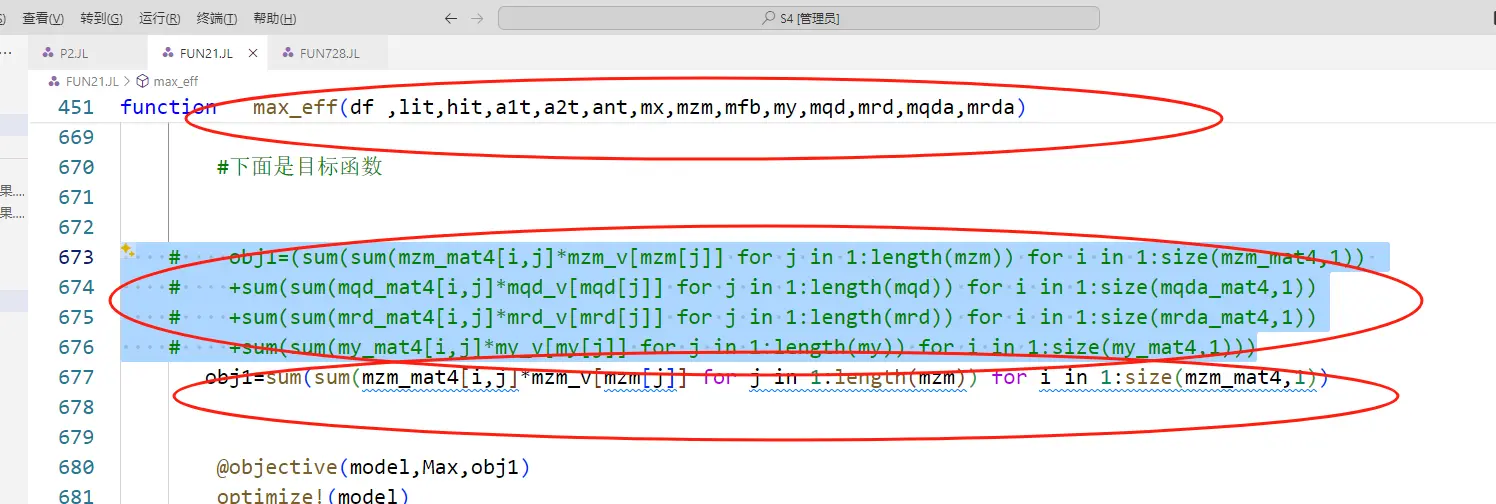 S) 查看(V) 转到(G) 运行(R) 终端(T) 帮助(H) ← → S4 [管理员]
… P2.JL FUN21.JL × FUN728.JL
FUN21.JL > max_eff
451 function max_eff(df ,lit,hit,a1t,a2t,ant,mx,mzm,mfb,my,mqd,mrd,mqda,mrda)
669
670 #下面是目标函数
671
果....
672
果....
673 # obj1=(sum(sum(mzm_mat4[i,j]*mzm_v[mzm[j]] for j in 1:length(mzm)) for i in 1:size(mzm_mat4,1))
674 # +sum(sum(mqd_mat4[i,j]*mqd_v[mqd[j]] for j in 1:length(mqd)) for i in 1:size(mqda_mat4,1))
675 # +sum(sum(mrd_mat4[i,j]*mrd_v[mrd[j]] for j in 1:length(mrd)) for i in 1:size(mrda_mat4,1))
676 # +sum(sum(my_mat4[i,j]*my_v[my[j]] for j in 1:length(my)) for i in 1:size(my_mat4,1)))
677 obj1=sum(sum(mzm_mat4[i,j]*mzm_v[mzm[j]] for j in 1:length(mzm)) for i in 1:size(mzm_mat4,1))
678
679
680 @objective(model,Max,obj1)
681 optimize!(model)